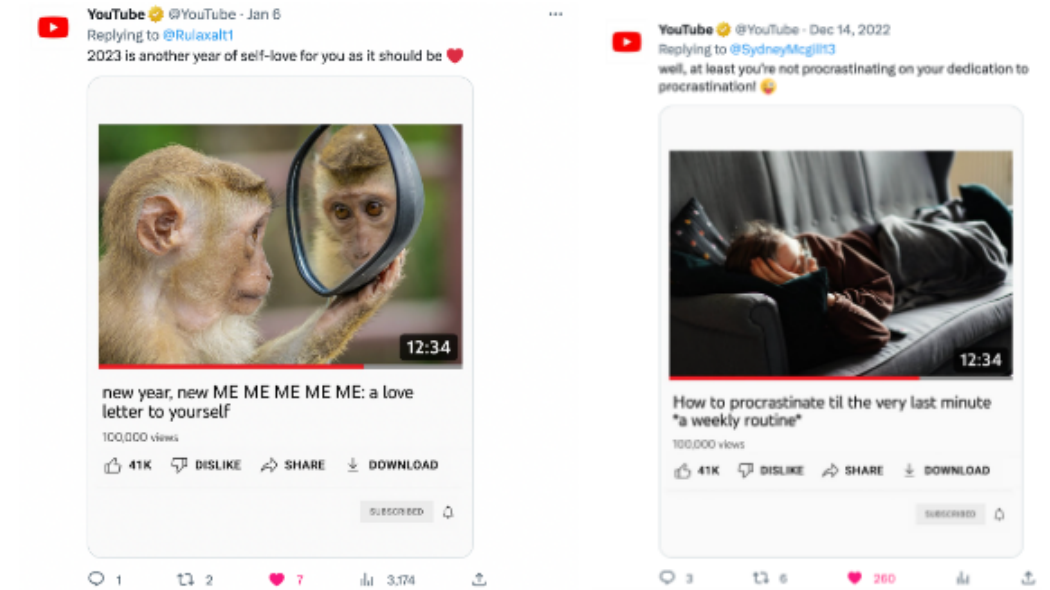 YouTube @YouTube · Jan 6
Replying to @Rulaxalt1
2023 is another year of self-love for you as it should be
12:34
new year, new ME ME ME ME ME: a love
letter to yourself
100,000 views
41K DISLIKE SHARE DOWNLOAD
SUBSCRIBED
1 2 7 3,174
YouTube @YouTube · Dec 14, 2022
Replying to @SydneyMcgill13
well, at least you're not procrastinating on your dedication to
procrastination!
12:34
How to procrastinate til the very last minute
*a weekly routine*
100,000 views
41K DISLIKE SHARE DOWNLOAD
SUBSCRIBED
3 6 260